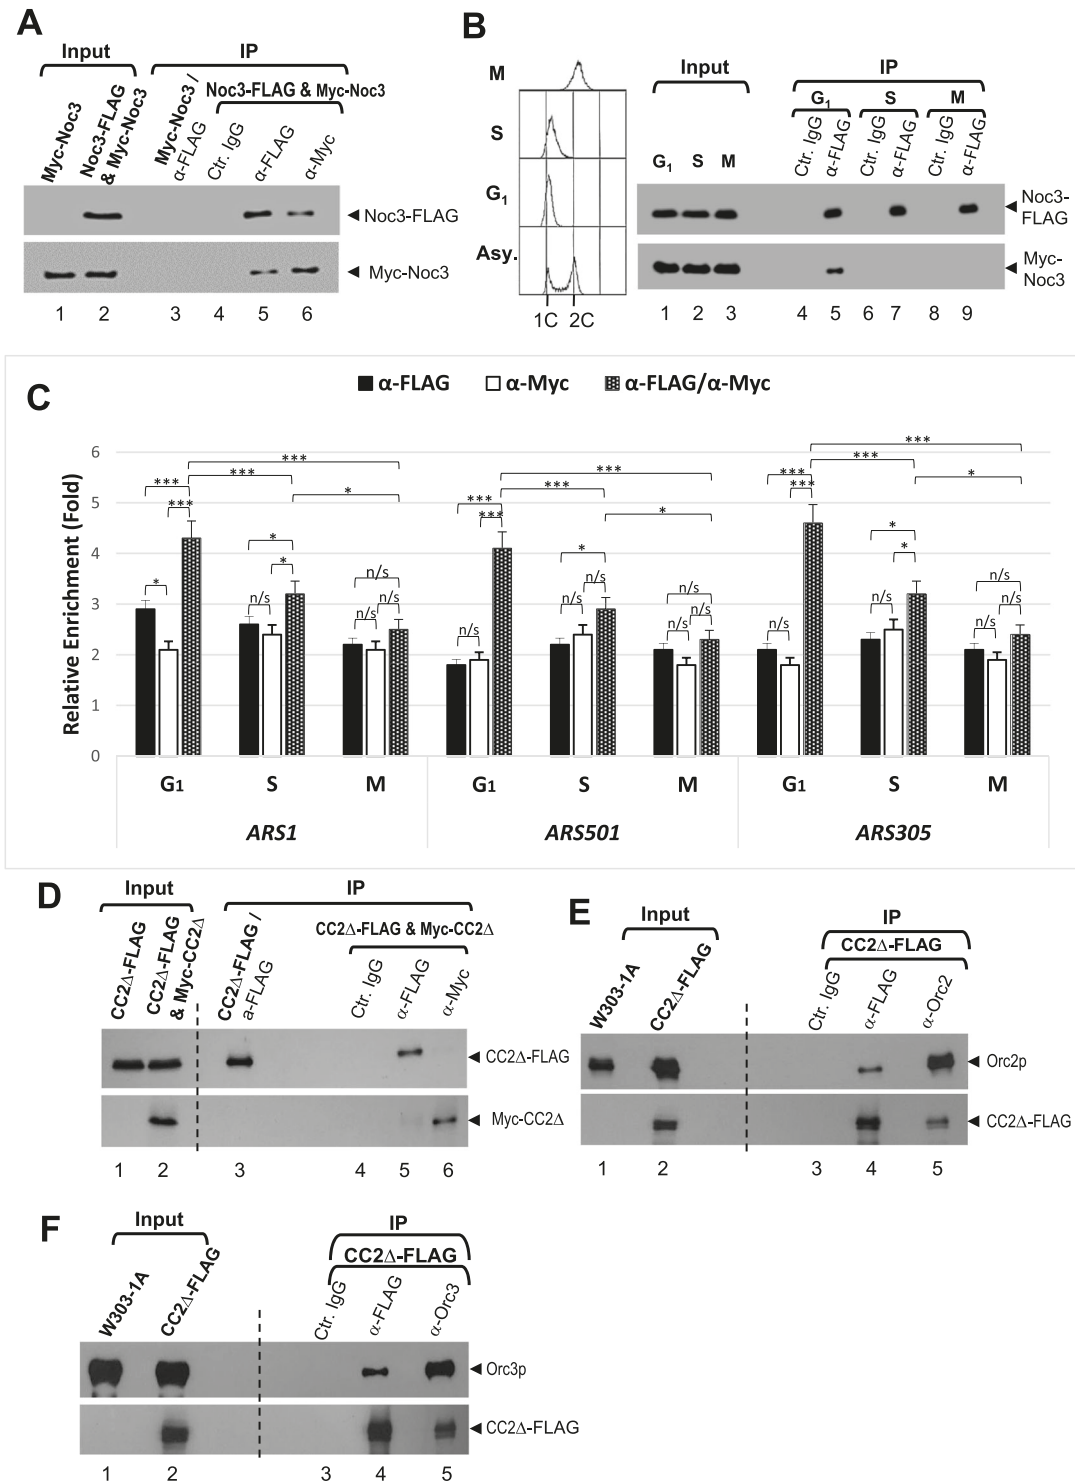 A
Input
IP
Noc3-FLAG & Myc-Noc3
Myc-Noc3
Noc3-FLAG
& Myc-Noc3
Myc-Noc3 /
α-FLAG
Ctr. IgG
α-FLAG
α-Myc
Noc3-FLAG
Myc-Noc3
1 2 3 4 5 6
B
M
S
G1
Asy.
1C 2C
Input
IP
G1 S M
G1 S M
Ctr. IgG
α-FLAG
Ctr. IgG
α-FLAG
Ctr. IgG
α-FLAG
Noc3-
FLAG
Myc-
Noc3
1 2 3 4 5 6 7 8 9
C
α-FLAG α-Myc α-FLAG/α-Myc
Relative Enrichment (Fold)
6
5
4
3
2
1
0
*** *** * *** *** * * * n/s n/s n/s n/s
*** *** * *** *** n/s * n/s n/s n/s n/s n/s
*** *** * *** *** n/s * * n/s n/s n/s n/s
G1 S M G1 S M G1 S M
ARS1 ARS501 ARS305
D
Input
IP
CC2Δ-FLAG & Myc-CC2Δ
CC2Δ-FLAG
CC2Δ-FLAG
& Myc-CC2Δ
CC2Δ-FLAG /
a-FLAG
Ctr. IgG
α-FLAG
α-Myc
CC2Δ-FLAG
Myc-CC2Δ
1 2 3 4 5 6
E
Input
IP
CC2Δ-FLAG
W303-1A
CC2Δ-FLAG
Ctr. IgG
α-FLAG
α-Orc2
Orc2p
CC2Δ-FLAG
1 2 3 4 5
F
Input
IP
CC2Δ-FLAG
W303-1A
CC2Δ-FLAG
Ctr. IgG
α-FLAG
α-Orc3
Orc3p
CC2Δ-FLAG
1 2 3 4 5